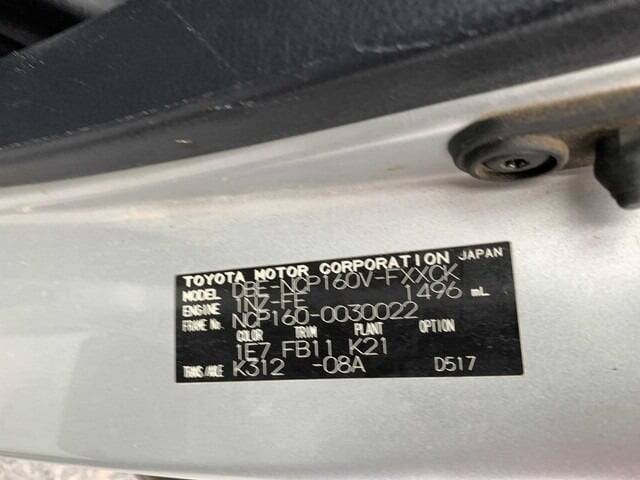 TOYOTA MOTOR CORPORATION JAPAN
MODEL DBE-NCP160V-FXXCK
ENGINE 1NZ-FE 1496 mL
FRAME No. NCP160-0030022
COLOR TRIM PLANT OPTION
1E7 FB11 K21
TRANS/AXLE K312 -08A D517